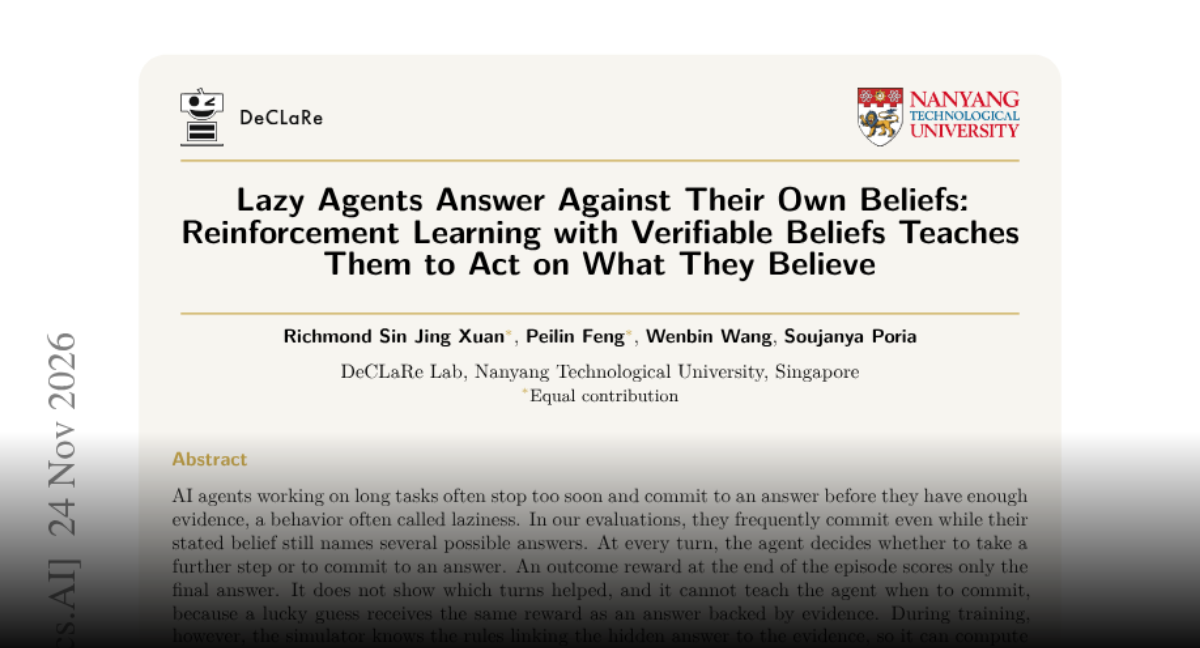 DeCLaRe
NANYANG
TECHNOLOGICAL
UNIVERSITY
Lazy Agents Answer Against Their Own Beliefs:
Reinforcement Learning with Verifiable Beliefs Teaches
Them to Act on What They Believe
Richmond Sin Jing Xuan*, Peilin Feng*, Wenbin Wang, Soujanya Poria
DeCLaRe Lab, Nanyang Technological University, Singapore
*Equal contribution
Abstract
AI agents working on long tasks often stop too soon and commit to an answer before they have enough
evidence, a behavior often called laziness. In our evaluations, they frequently commit even while their
stated belief still names several possible answers. At every turn, the agent decides whether to take a
further step or to commit to an answer. An outcome reward at the end of the episode scores only the
final answer. It does not show which turns helped, and it cannot teach the agent when to commit,
because a lucky guess receives the same reward as an answer backed by evidence. During training,
however, the simulator knows the rules linking the hidden answer to the evidence, so it can compute
cs.AI] 24 Nov 2026